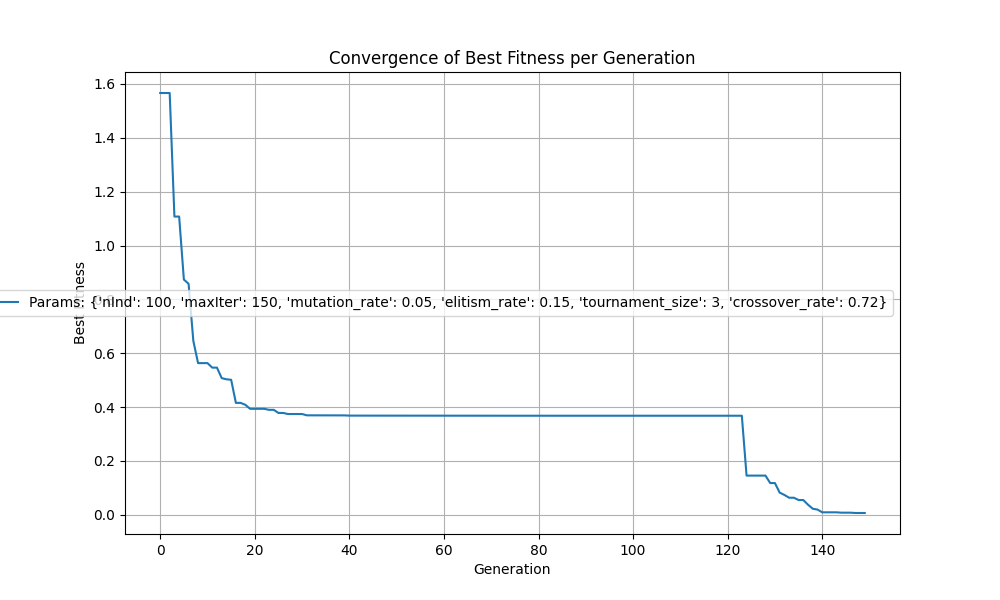 Convergence of Best Fitness per Generation
1.6
1.4
1.2
1.0
0.6
0.4
0.2
0.0
Params: {'nInd': 100, 'maxIter': 150, 'mutation_rate': 0.05, 'elitism_rate': 0.15, 'tournament_size': 3, 'crossover_rate': 0.72}
Best Fitness
0 20 40 60 80 100 120 140
Generation